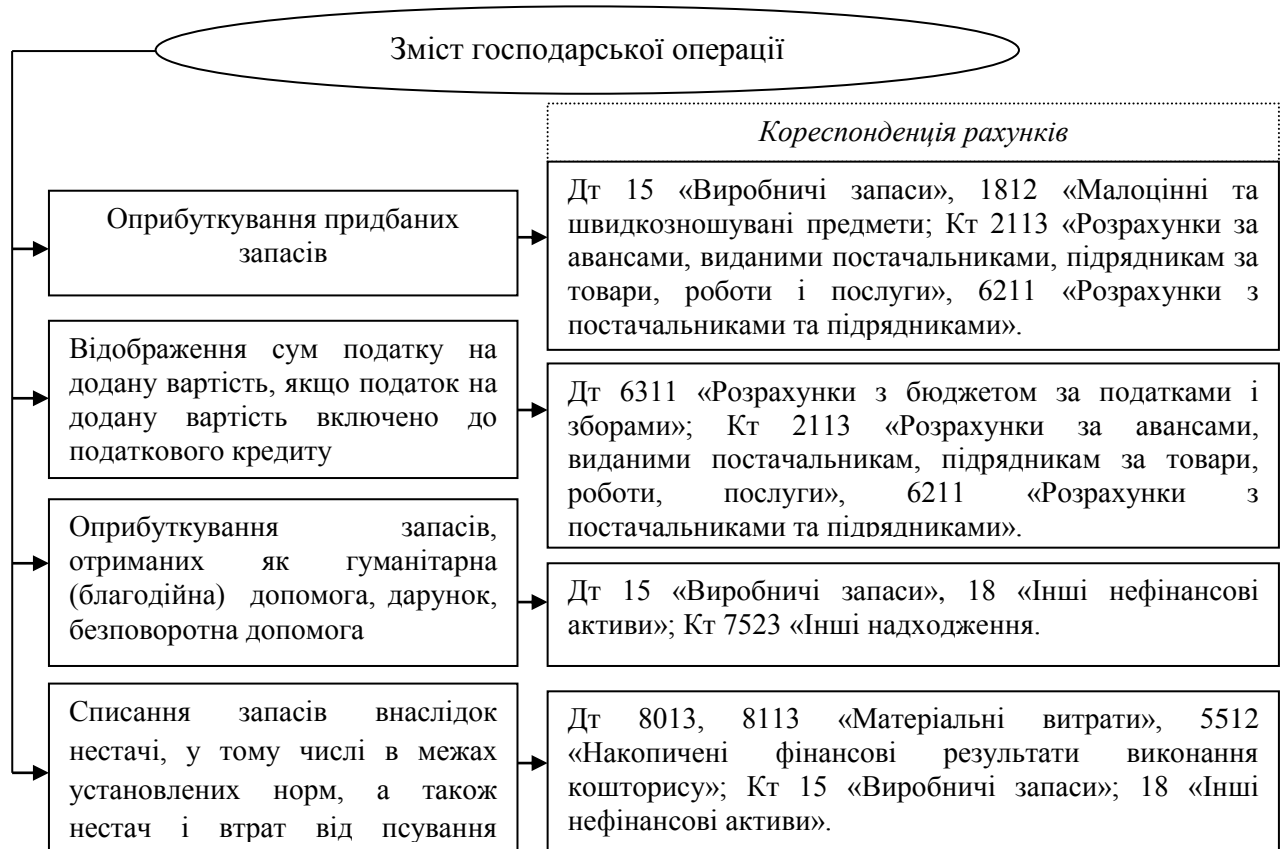 Зміст господарської операції
Кореспонденція рахунків
Оприбуткування придбаних
запасів
Дт 15 «Виробничі запаси», 1812 «Малоцінні та
швидкозношувані предмети; Кт 2113 «Розрахунки за
авансами, виданими постачальниками, підрядникам за
товари, роботи і послуги», 6211 «Розрахунки з
постачальниками та підрядниками».
Відображення сум податку на
додану вартість, якщо податок на
додану вартість включено до
податкового кредиту
Дт 6311 «Розрахунки з бюджетом за податками і
зборами»; Кт 2113 «Розрахунки за авансами,
виданими постачальникам, підрядникам за товари,
роботи, послуги», 6211 «Розрахунки з
постачальниками та підрядниками».
Оприбуткування запасів,
отриманих як гуманітарна
(благодійна) допомога, дарунок,
безповоротна допомога
Дт 15 «Виробничі запаси», 18 «Інші нефінансові
активи»; Кт 7523 «Інші надходження.
Списання запасів внаслідок
нестачі, у тому числі в межах
установлених норм, а також
нестач і втрат від псування
Дт 8013, 8113 «Матеріальні витрати», 5512
«Накопичені фінансові результати виконання
кошторису»; Кт 15 «Виробничі запаси»; 18 «Інші
нефінансові активи».